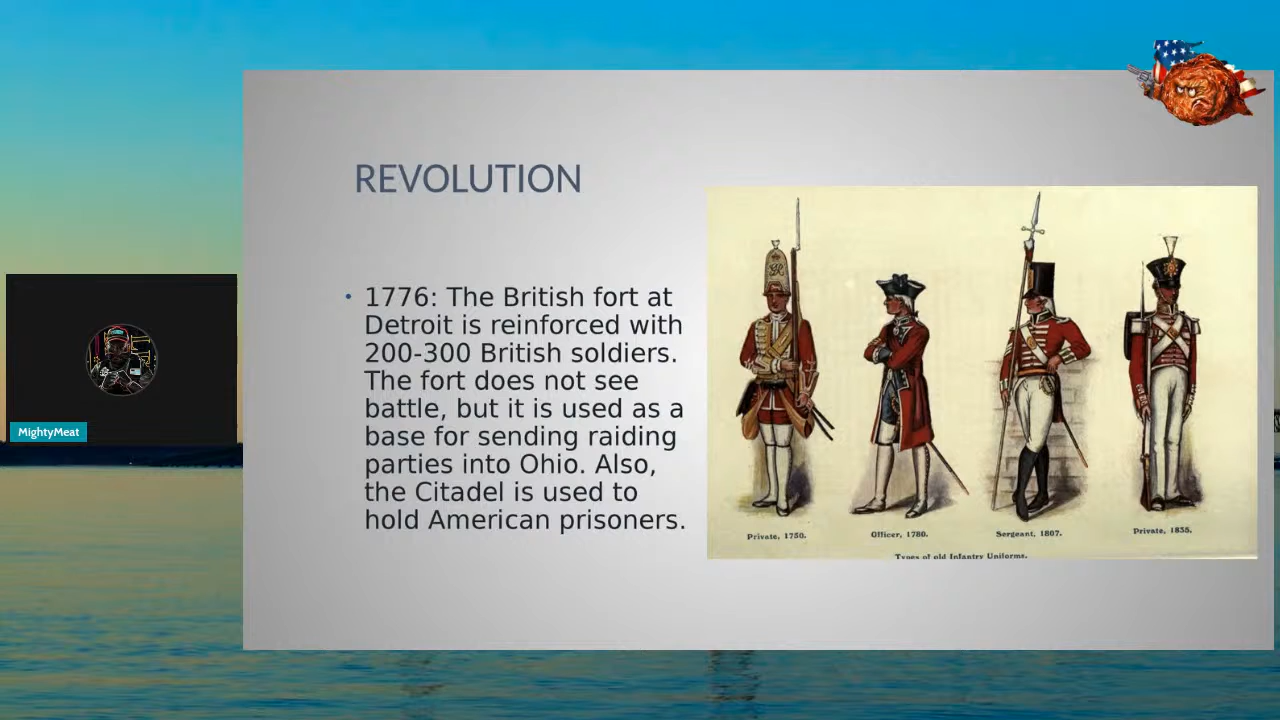 REVOLUTION
• 1776: The British fort at
Detroit is reinforced with
200-300 British soldiers.
The fort does not see
battle, but it is used as a
base for sending raiding
parties into Ohio. Also,
the Citadel is used to
hold American prisoners.
Private, 1750.
Officer, 1780.
Sergeant, 1807.
Private, 1835.
Types of old Infantry Uniforms.
MightyMeat